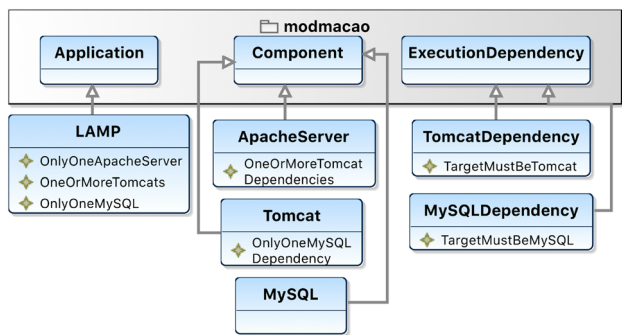 modmacao
Application
Component
ExecutionDependency
LAMP
OnlyOneApacheServer
OneOrMoreTomcats
OnlyOneMySQL
ApacheServer
OneOrMoreTomcat
Dependencies
Tomcat
OnlyOneMySQL
Dependency
MySQL
TomcatDependency
TargetMustBeTomcat
MySQLDependency
TargetMustBeMySQL